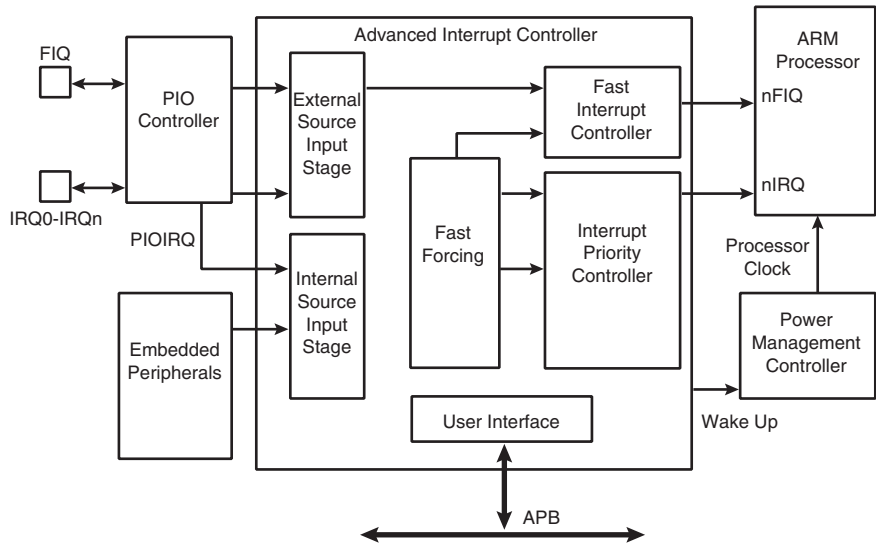 Advanced Interrupt Controller
FIQ
PIO
Controller
IRQ0-IRQn
PIOIRQ
Embedded
Peripherals
External
Source
Input
Stage
Internal
Source
Input
Stage
Fast
Forcing
Fast
Interrupt
Controller
Interrupt
Priority
Controller
User Interface
APB
ARM
Processor
nFIQ
nIRQ
Processor
Clock
Power
Management
Controller
Wake Up